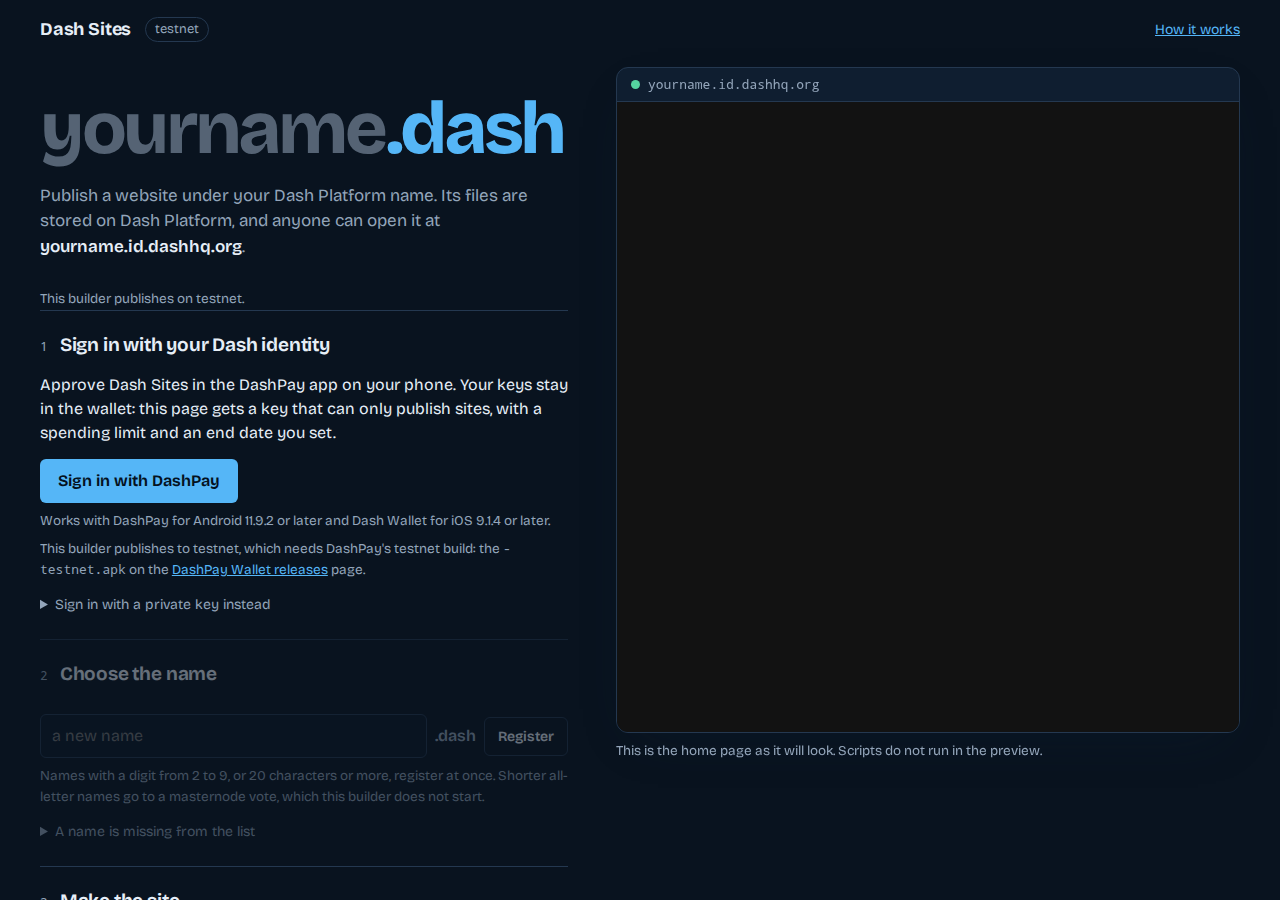 Dash Sites
testnet
How it works
yourname.dash
Publish a website under your Dash Platform name. Its files are
stored on Dash Platform, and anyone can open it at
yourname.id.dashhq.org.
This builder publishes on testnet.
1 Sign in with your Dash identity
Approve Dash Sites in the DashPay app on your phone. Your keys stay
in the wallet: this page gets a key that can only publish sites, with a
spending limit and an end date you set.
Sign in with DashPay
Works with DashPay for Android 11.9.2 or later and Dash Wallet for iOS 9.1.4 or later.
This builder publishes to testnet, which needs DashPay's testnet build: the -
testnet.apk on the DashPay Wallet releases page.
Sign in with a private key instead
2 Choose the name
a new name
.dash
Register
Names with a digit from 2 to 9, or 20 characters or more, register at once. Shorter all-
letter names go to a masternode vote, which this builder does not start.
A name is missing from the list
Make the site
yourname.id.dashhq.org
This is the home page as it will look. Scripts do not run in the preview.